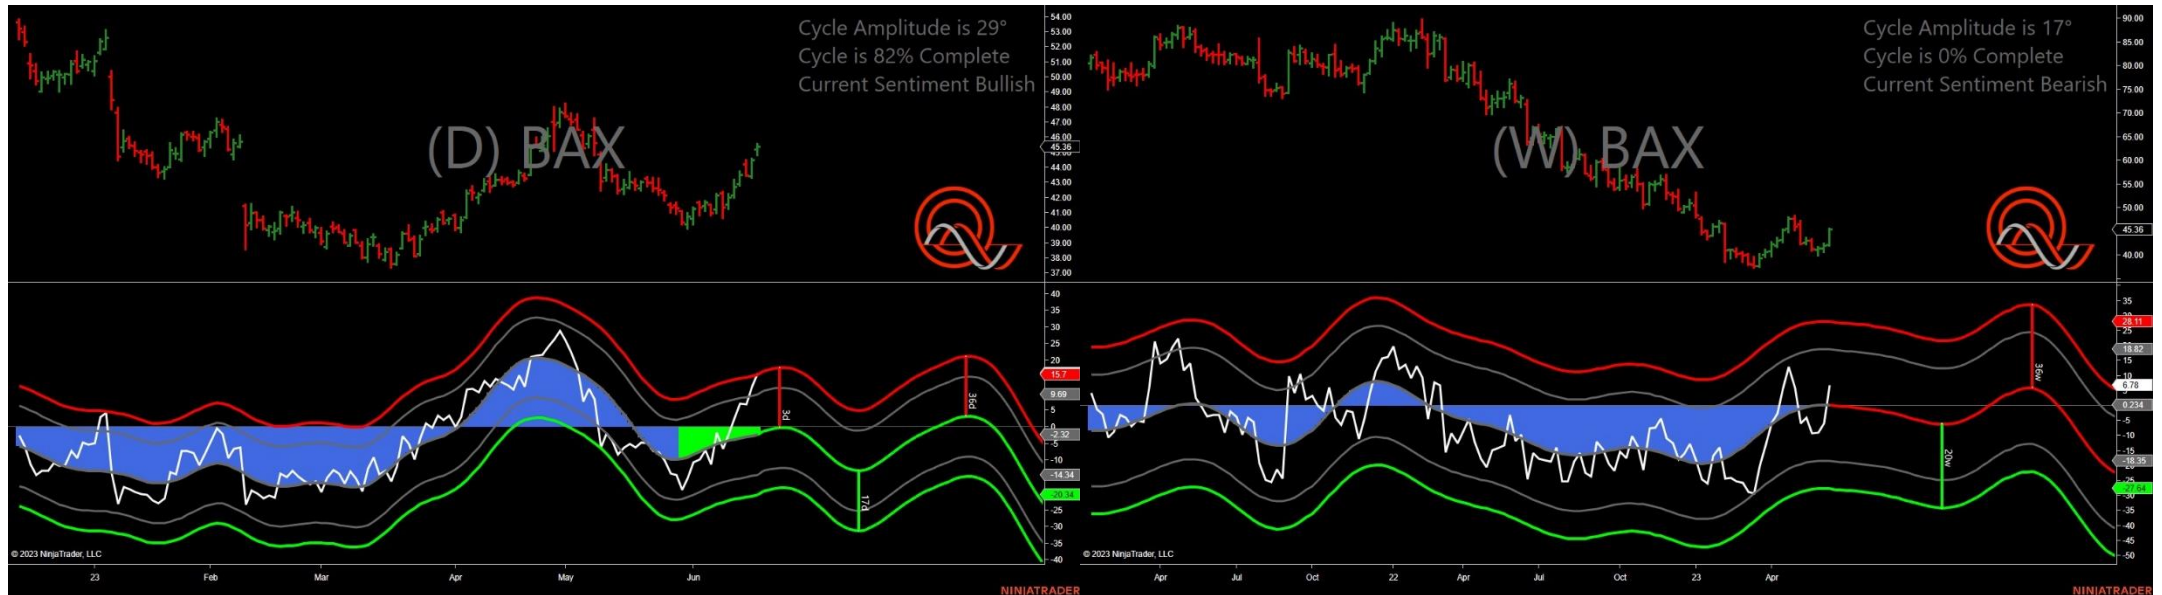 Cycle Amplitude is 29°
Cycle is 82% Complete
Current Sentiment Bullish
(D) BAX
54.00
53.00
52.00
51.00
50.00
49.00
48.00
47.00
46.00
45.36
44.00
43.00
42.00
41.00
40.00
39.00
38.00
37.00
40
35
30
25
20
15.7
9.69
5
0
-2.32
-5
-10
-14.34
-20.34
-25
-30
-35
-40
3d
36d
17d
© 2023 NinjaTrader, LLC
23
Feb
Mar
Apr
May
Jun
NINJATRADER
Cycle Amplitude is 17°
Cycle is 0% Complete
Current Sentiment Bearish
(W) BAX
90.00
85.00
80.00
75.00
70.00
65.00
60.00
55.00
50.00
45.36
40.00
35
28.11
25
18.82
15
10
6.78
0.234
-5
-10
-15
-18.35
-27.64
-30
-35
-40
-45
-50
36w
20w
© 2023 NinjaTrader, LLC
Apr
Jul
Oct
22
Apr
Jul
Oct
23
Apr
NINJATRADER